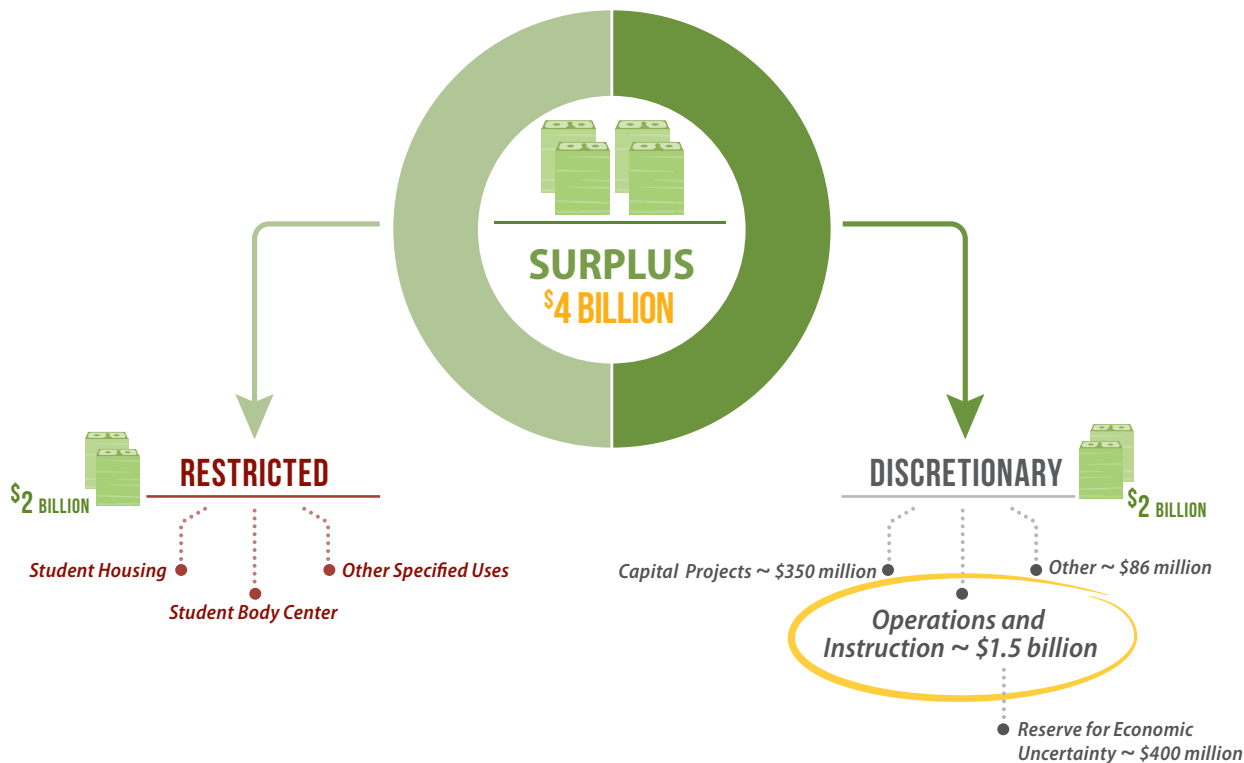 SURPLUS
$4 BILLION
RESTRICTED
$2 BILLION
Student Housing
Other Specified Uses
Student Body Center
DISCRETIONARY
$2 BILLION
Capital Projects ~ $350 million
Other ~ $86 million
Operations and
Instruction ~ $1.5 billion
Reserve for Economic
Uncertainty ~ $400 million